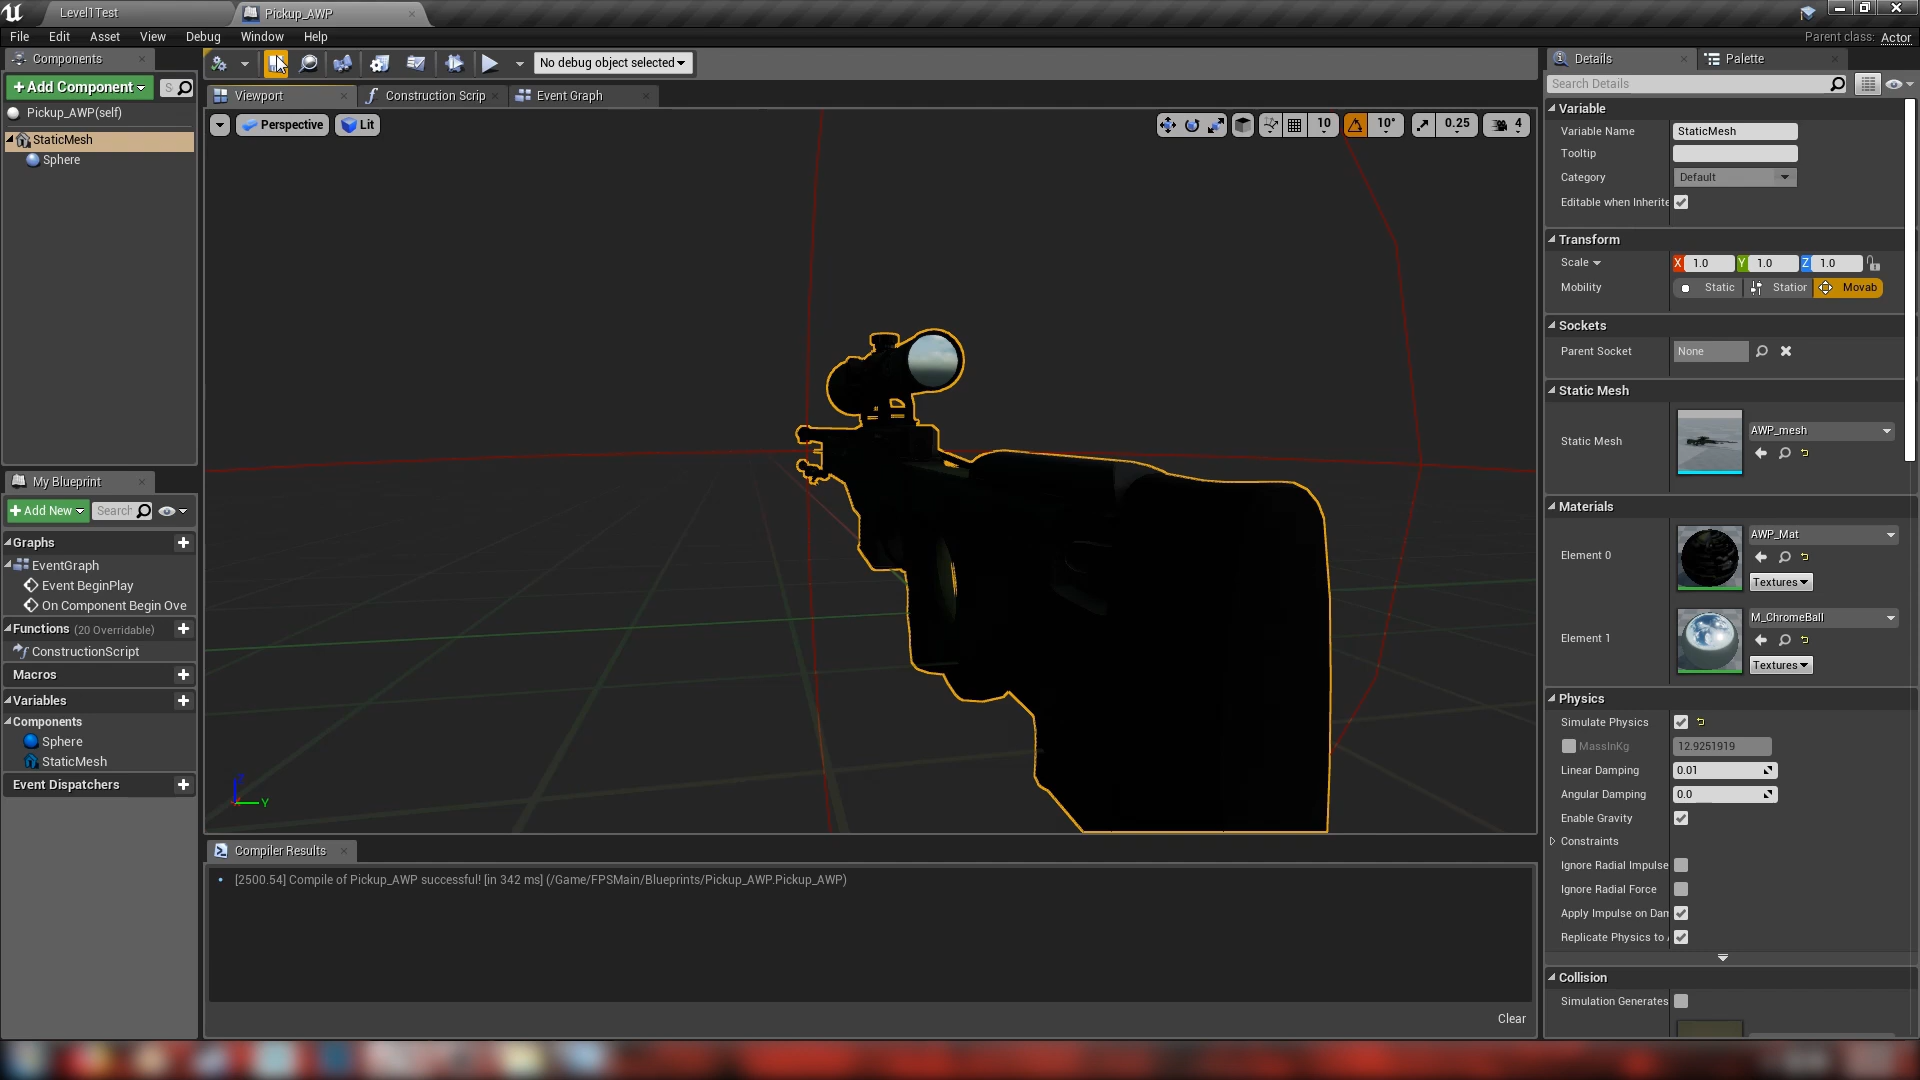 Level1Test
Pickup_AWP
File Edit Asset View Debug Window Help
Parent class: Actor
Components
+Add Component
S
Pickup_AWP(self)
StaticMesh
Sphere
No debug object selected
Viewport
Construction Scrip
Event Graph
Perspective
Lit
10
10°
0.25
4
Y
My Blueprint
+Add New
Search
Graphs
EventGraph
Event BeginPlay
On Component Begin Ove
Functions (20 Overridable)
ConstructionScript
Macros
Variables
Components
Sphere
StaticMesh
Event Dispatchers
Compiler Results
[2500.54] Compile of Pickup_AWP successful! [in 342 ms] (/Game/FPSMain/Blueprints/Pickup_AWP.Pickup_AWP)
Clear
Details
Palette
Search Details
Variable
Variable Name StaticMesh
Tooltip
Category Default
Editable when Inherite
Transform
Scale X 1.0 Y 1.0 Z 1.0
Mobility Static Statior Movab
Sockets
Parent Socket None
Static Mesh
Static Mesh AWP_mesh
Materials
Element 0 AWP_Mat
Textures
Element 1 M_ChromeBall
Textures
Physics
Simulate Physics
MassInKg 12.9251919
Linear Damping 0.01
Angular Damping 0.0
Enable Gravity
Constraints
Ignore Radial Impulse
Ignore Radial Force
Apply Impulse on Dam
Replicate Physics to
Collision
Simulation Generates